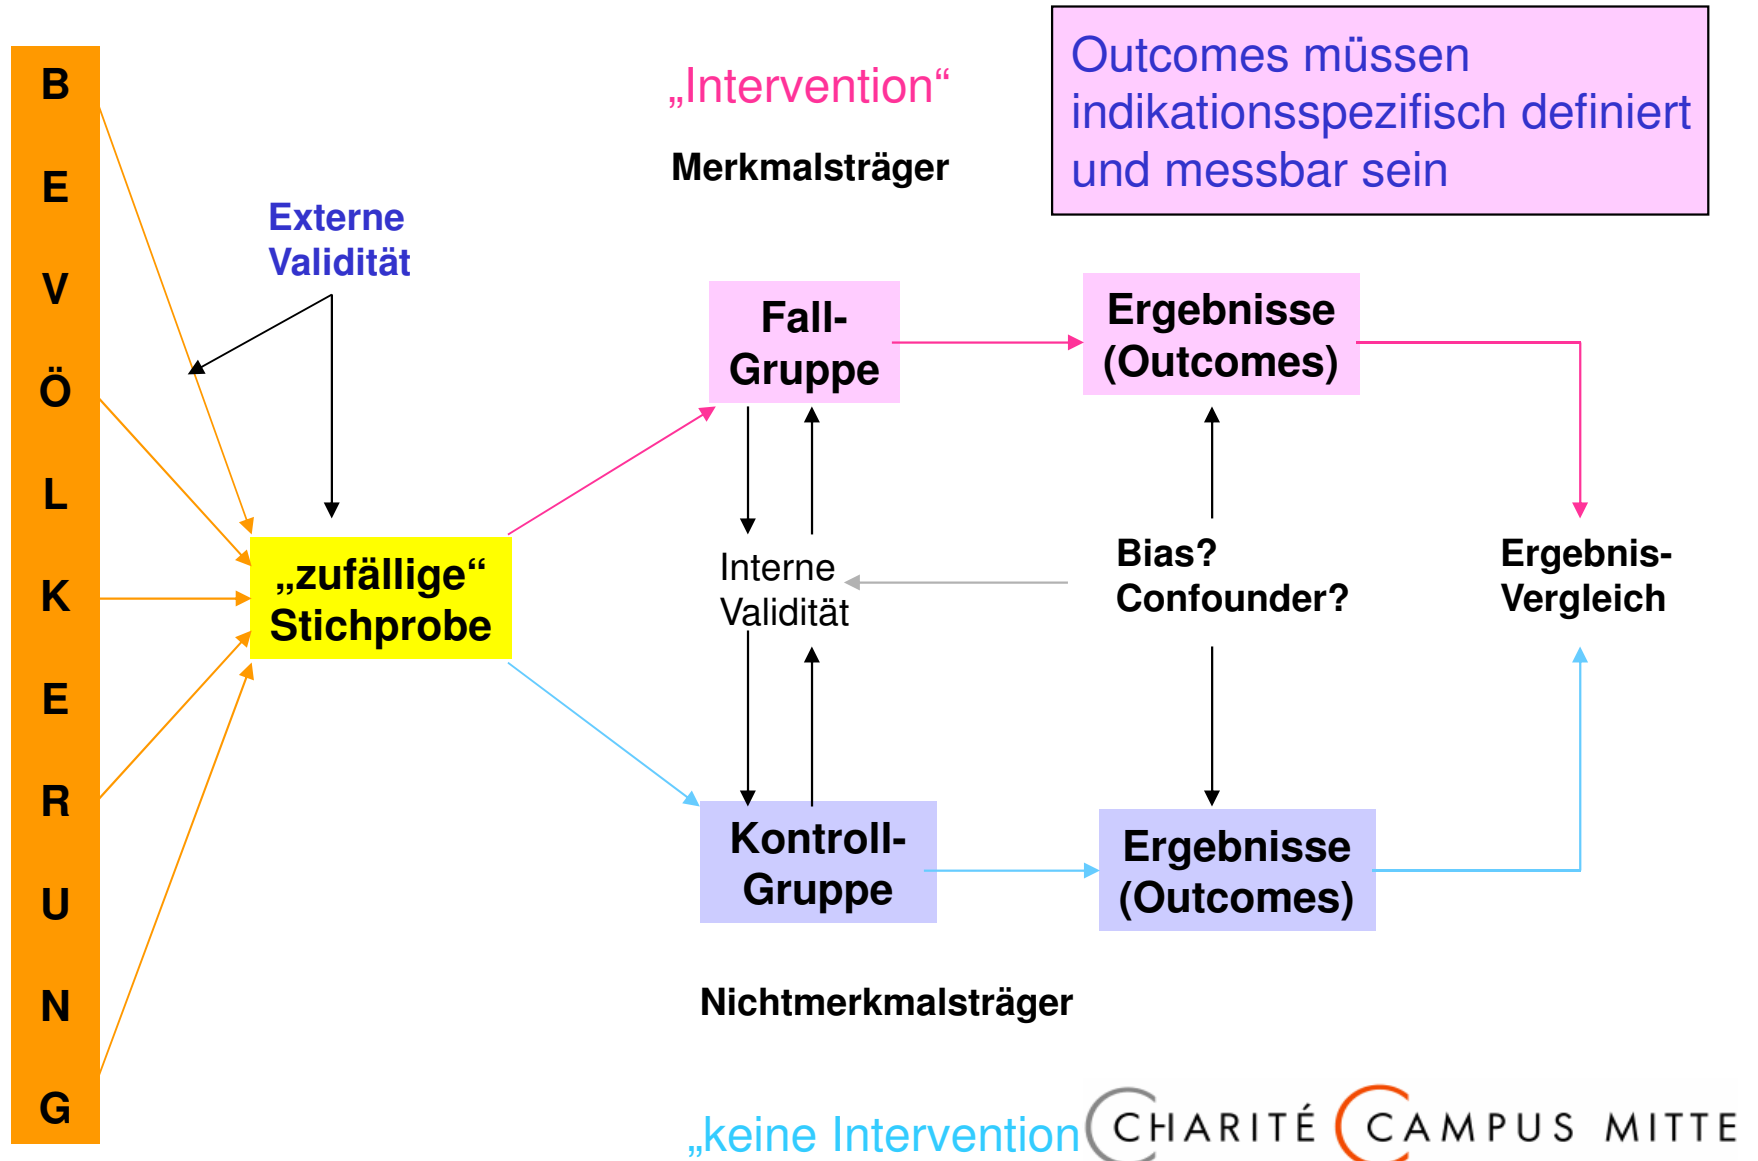 B
E
V
Ö
L
K
E
R
U
N
G
Externe
Validität
„zufällige“
Stichprobe
„Intervention“
Merkmalsträger
Outcomes müssen
indikationsspezifisch definiert
und messbar sein
Fall-
Gruppe
Ergebnisse
(Outcomes)
Interne
Validität
Bias?
Confounder?
Ergebnis-
Vergleich
Kontroll-
Gruppe
Ergebnisse
(Outcomes)
Nichtmerkmalsträger
„keine Intervention
CHARITÉ CAMPUS MITTE